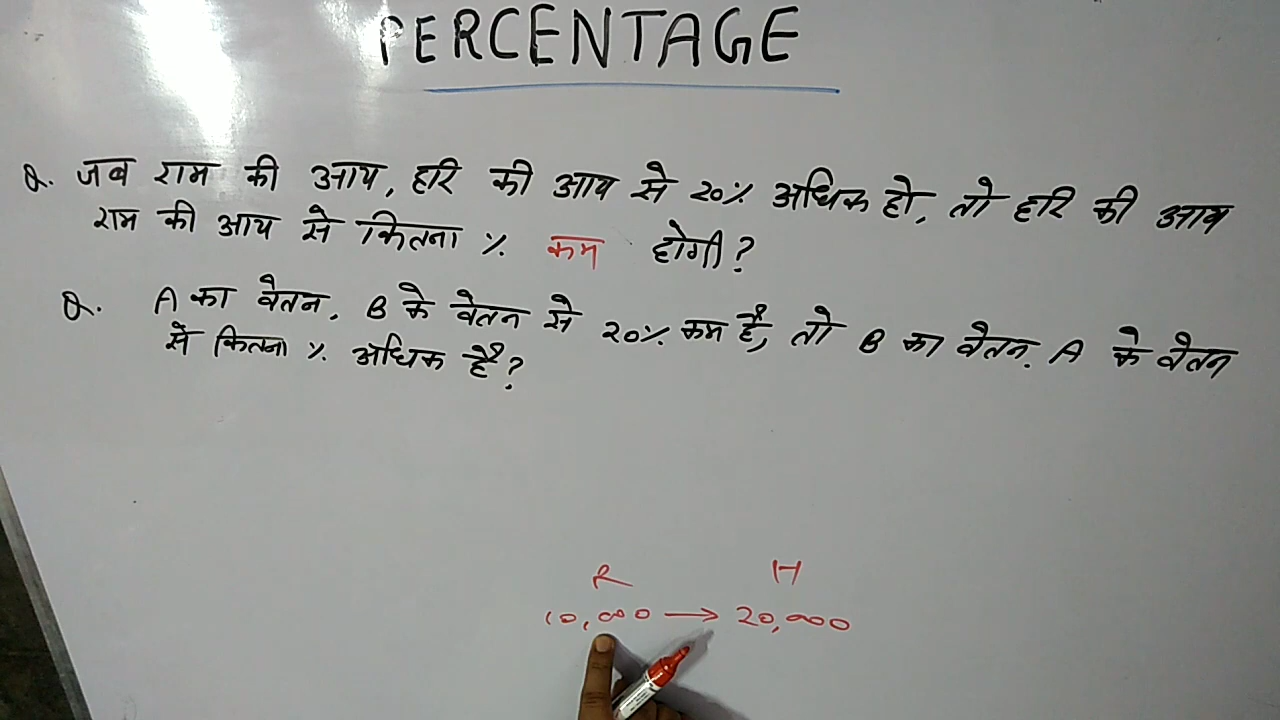 PERCENTAGE
Q. जब राम की आय, हरि की आय से 20% अधिक हो, तो हरि की आय
राम की आय से कितना % कम होगी?
Q. A का वेतन, B के वेतन से 20% कम है, तो B का वेतन. A के वेतन
से कितना % अधिक है?
R H
10,000 → 20,000